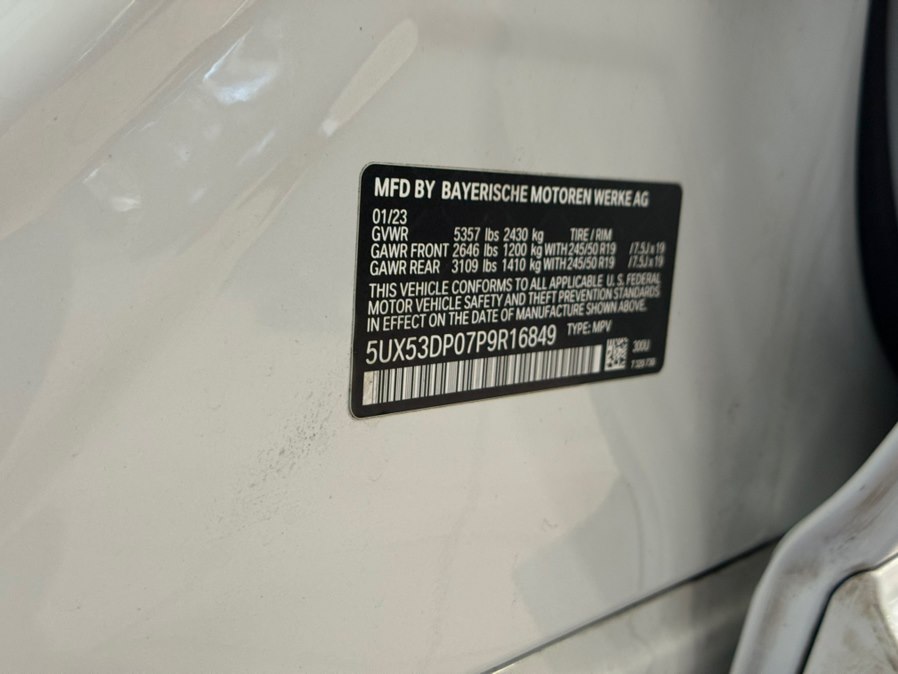 MFD BY BAYERISCHE MOTOREN WERKE AG
01/23
GVWR 5357 lbs 2430 kg TIRE / RIM
GAWR FRONT 2646 lbs 1200 kg WITH 245/50 R19 /7.5J x 19
GAWR REAR 3109 lbs 1410 kg WITH 245/50 R19 /7.5J x 19
THIS VEHICLE CONFORMS TO ALL APPLICABLE U. S. FEDERAL
MOTOR VEHICLE SAFETY AND THEFT PREVENTION STANDARDS
IN EFFECT ON THE DATE OF MANUFACTURE SHOWN ABOVE.
5UX53DP07P9R16849 TYPE: MPV
300U